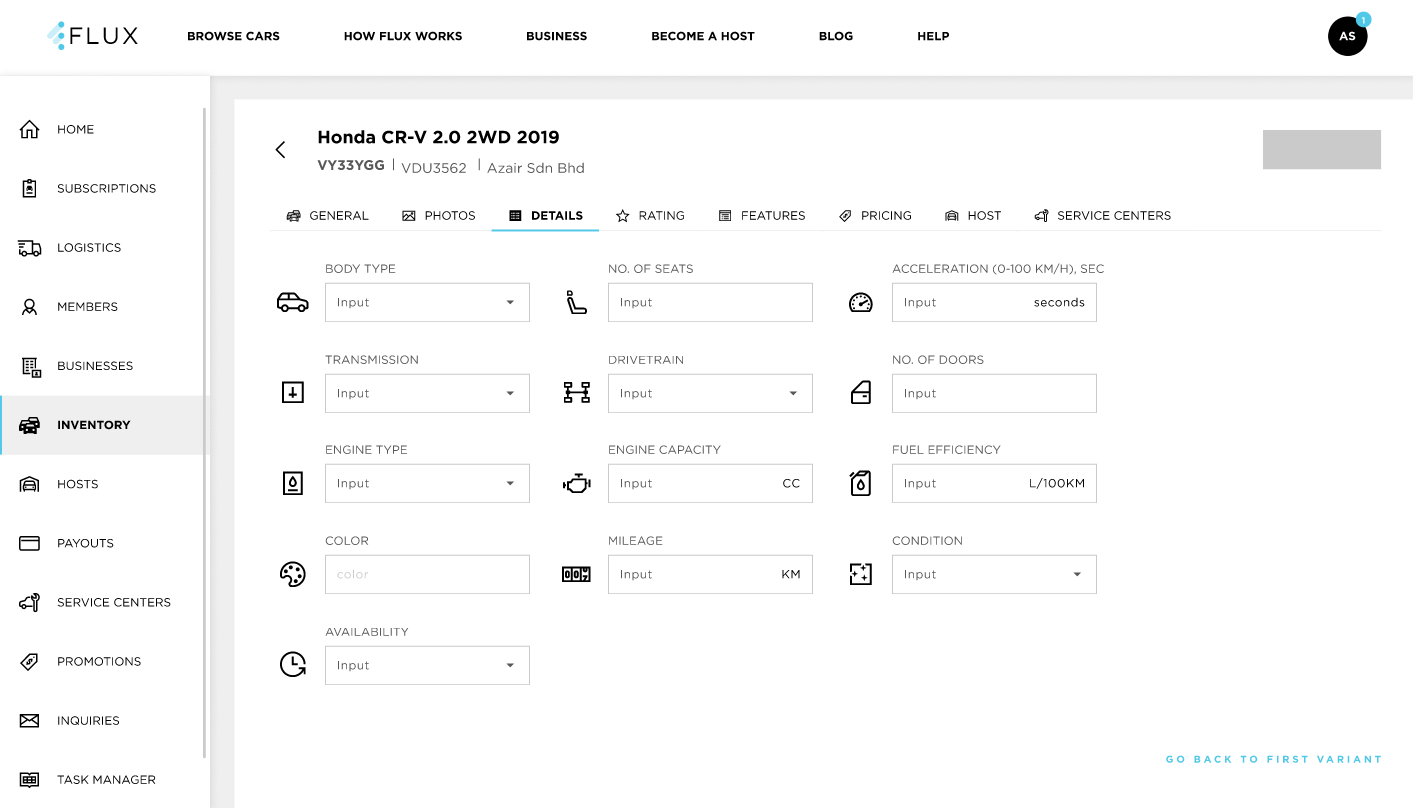 FLUX
BROWSE CARS
HOW FLUX WORKS
BUSINESS
BECOME A HOST
BLOG
HELP
AS
1
HOME
SUBSCRIPTIONS
LOGISTICS
MEMBERS
BUSINESSES
INVENTORY
HOSTS
PAYOUTS
SERVICE CENTERS
PROMOTIONS
INQUIRIES
TASK MANAGER
Honda CR-V 2.0 2WD 2019
VY33YGG | VDU3562 | Azair Sdn Bhd
GENERAL
PHOTOS
DETAILS
RATING
FEATURES
PRICING
HOST
SERVICE CENTERS
BODY TYPE
Input
NO. OF SEATS
Input
ACCELERATION (0-100 KM/H), SEC
Input seconds
TRANSMISSION
Input
DRIVETRAIN
Input
NO. OF DOORS
Input
ENGINE TYPE
Input
ENGINE CAPACITY
Input CC
FUEL EFFICIENCY
Input L/100KM
COLOR
color
MILEAGE
007
Input KM
CONDITION
Input
AVAILABILITY
Input
GO BACK TO FIRST VARIANT